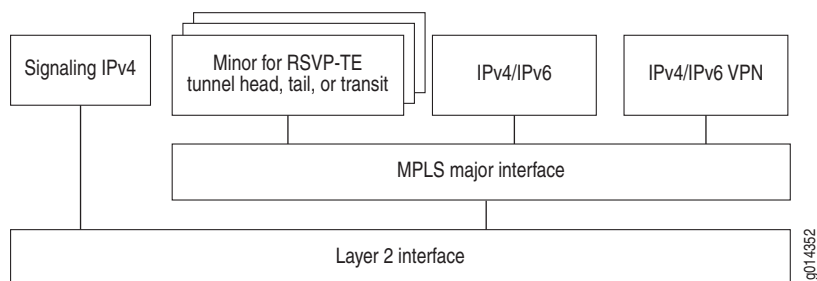 Signaling IPv4
Minor for RSVP-TE
tunnel head, tail, or transit
IPv4/IPv6
IPv4/IPv6 VPN
MPLS major interface
Layer 2 interface
g014352